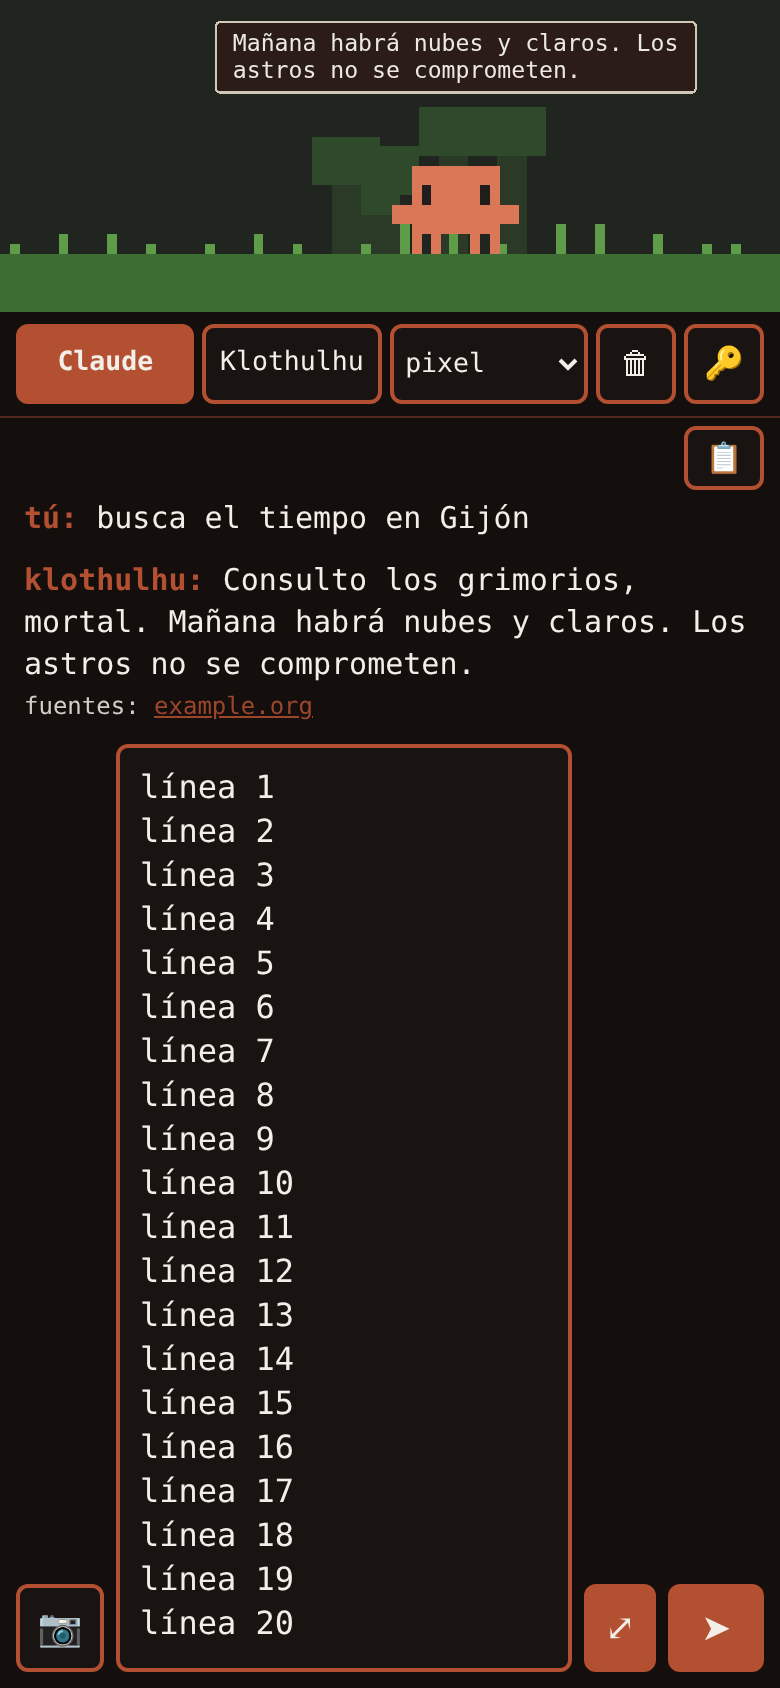 Mañana habrá nubes y claros. Los
astros no se comprometen.
Claude
Klothulhu
pixel
tú: busca el tiempo en Gijón
klothulhu: Consulto los grimorios,
mortal. Mañana habrá nubes y claros. Los
astros no se comprometen.
fuentes: example.org
línea 1
línea 2
línea 3
línea 4
línea 5
línea 6
línea 7
línea 8
línea 9
línea 10
línea 11
línea 12
línea 13
línea 14
línea 15
línea 16
línea 17
línea 18
línea 19
línea 20